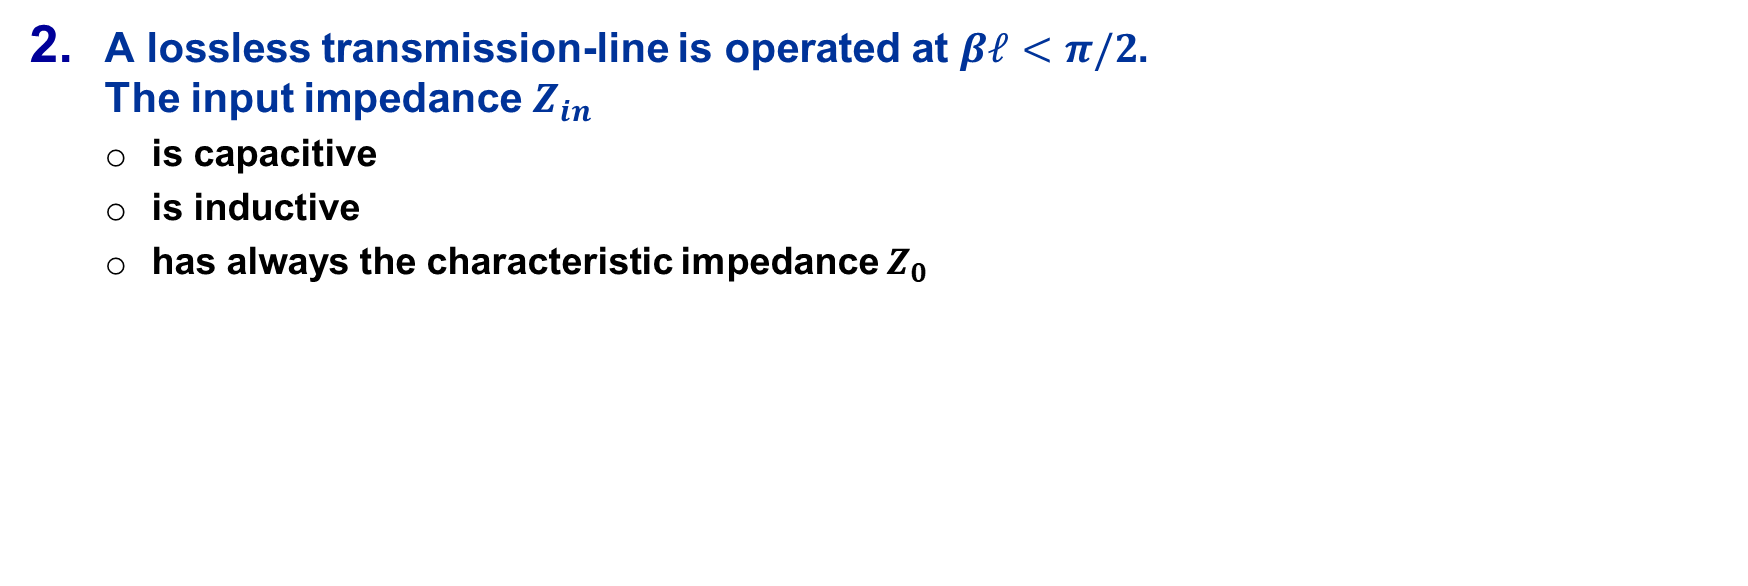 2. A lossless transmission-line is operated at βℓ < π/2.
The input impedance Z_in
○ is capacitive
○ is inductive
○ has always the characteristic impedance Z₀